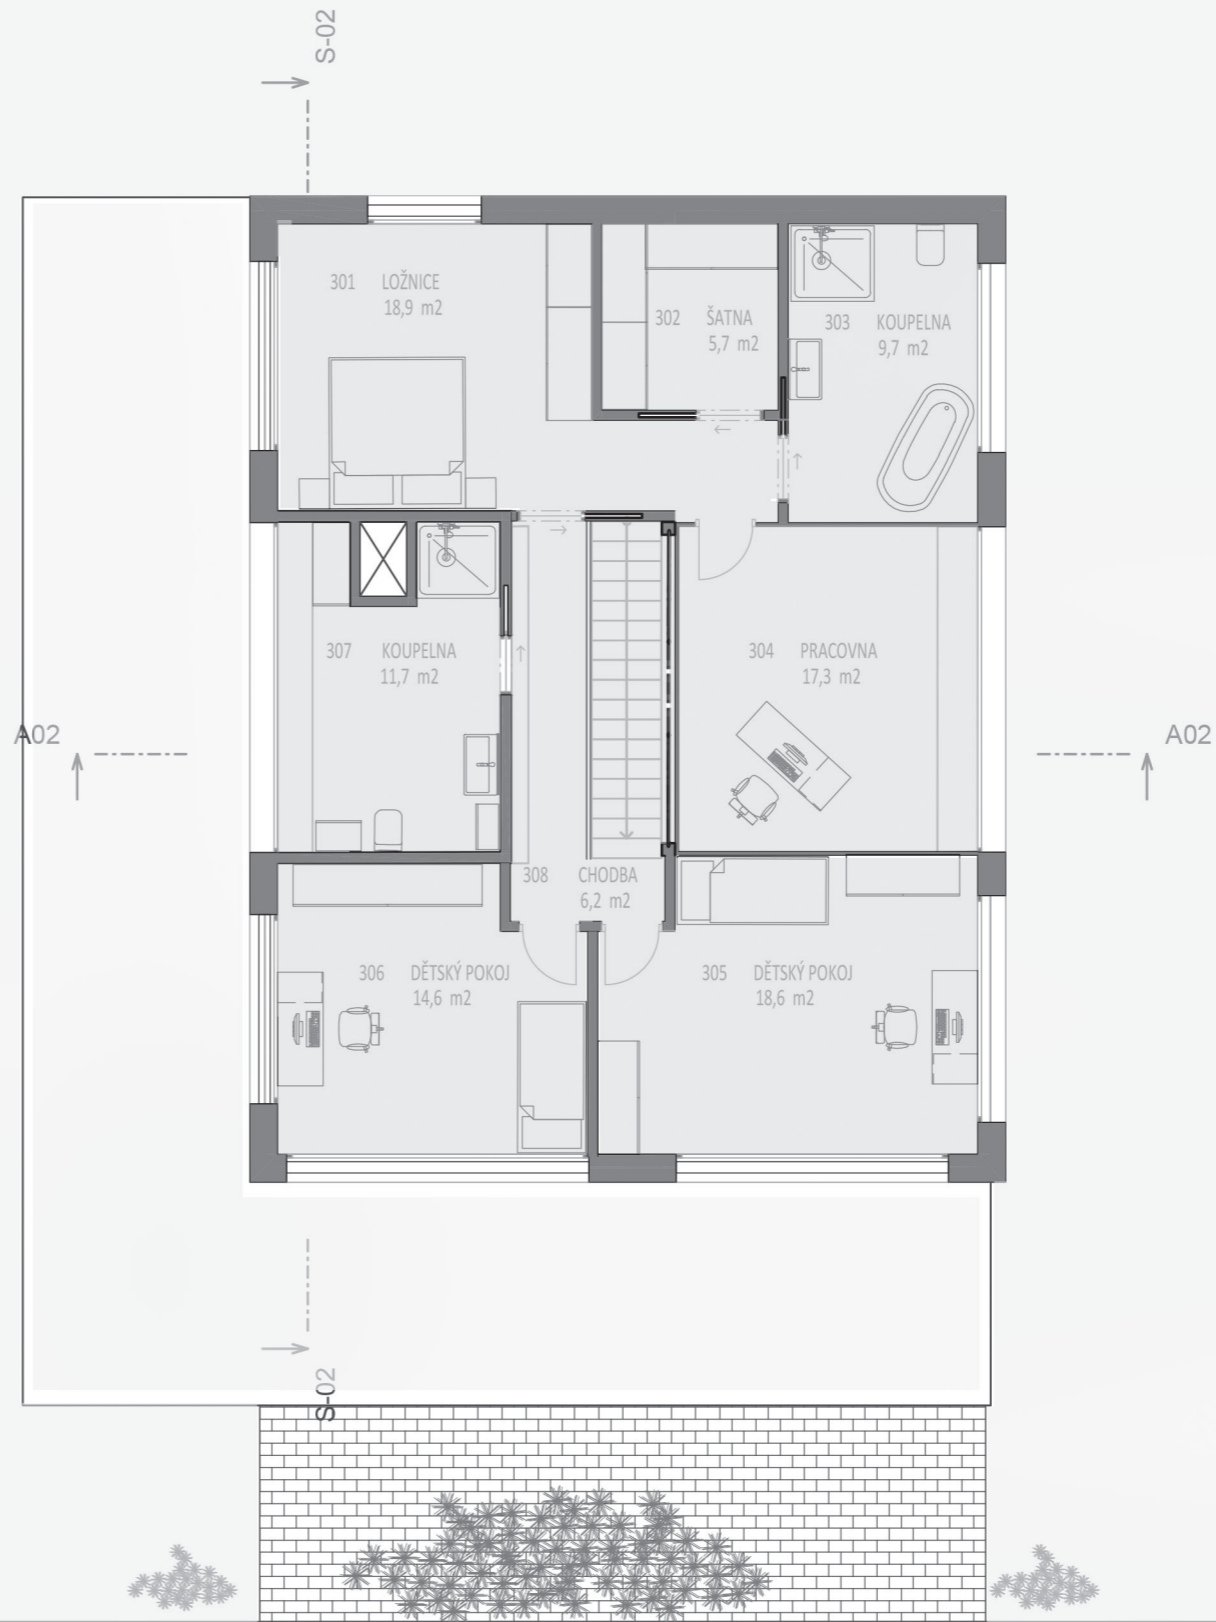 S-02
301 LOŽNICE
18,9 m2
302 ŠATNA
5,7 m2
303 KOUPELNA
9,7 m2
307 KOUPELNA
11,7 m2
304 PRACOVNA
17,3 m2
A02
A02
308 CHODBA
6,2 m2
306 DĚTSKÝ POKOJ
14,6 m2
305 DĚTSKÝ POKOJ
18,6 m2
S-02